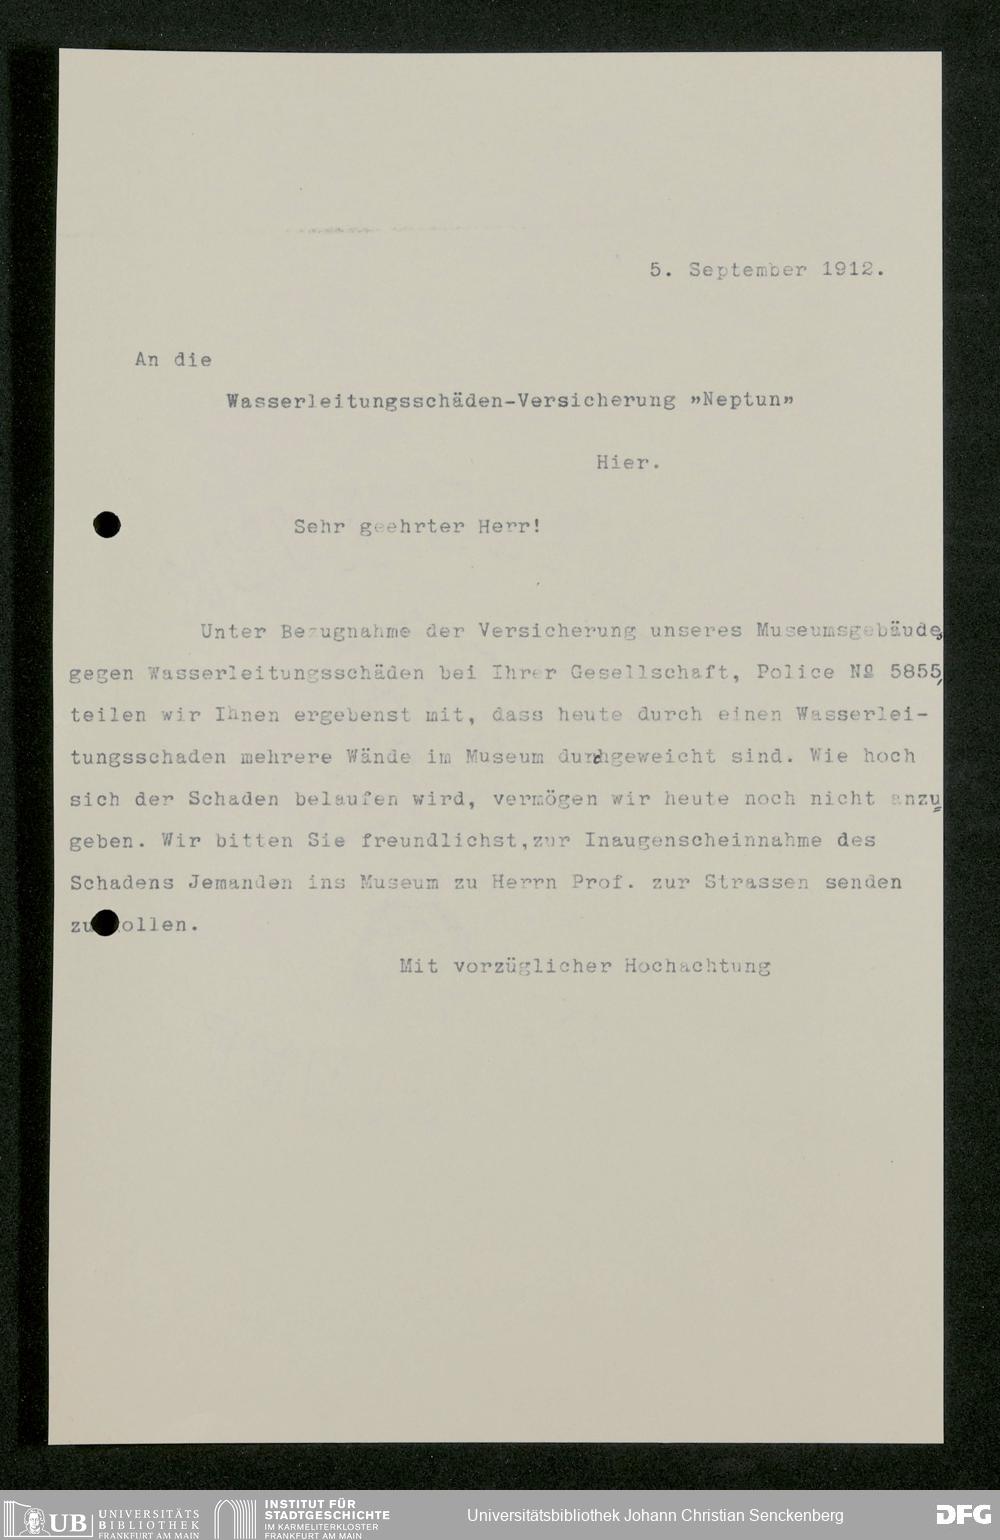 5. September 1912.
An die
Wasserleitungsschäden-Versicherung »Neptun»
Hier.
Sehr geehrter Herr!
Unter Bezugnahme der Versicherung unseres Museumsgebäudes
gegen Wasserleitungsschäden bei Ihrer Gesellschaft, Police № 5855,
teilen wir Ihnen ergebenst mit, dass heute durch einen Wasserlei-
tungsschaden mehrere Wände im Museum durchgeweicht sind. Wie hoch
sich der Schaden belaufen wird, vermögen wir heute noch nicht anzu=
geben. Wir bitten Sie freundlichst,zur Inaugenscheinnahme des
Schadens Jemanden ins Museum zu Herrn Prof. zur Strassen senden
zu ollen.
Mit vorzüglicher Hochachtung
UB UNIVERSITÄTS
BIBLIOTHEK
FRANKFURT AM MAIN
INSTITUT FÜR
STADTGESCHICHTE
IM KARMELITERKLOSTER
FRANKFURT AM MAIN
Universitätsbibliothek Johann Christian Senckenberg
DFG